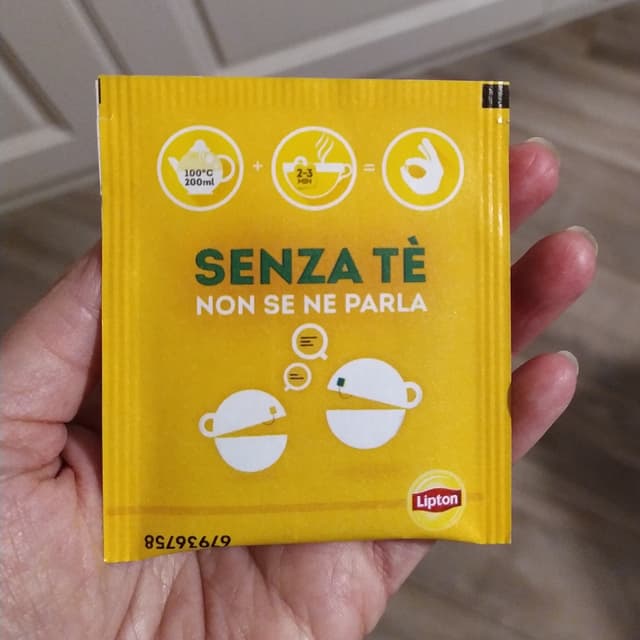 100°C
200ml
+
2-3
MIN
=
SENZA TÈ
NON SE NE PARLA
Lipton
67936758